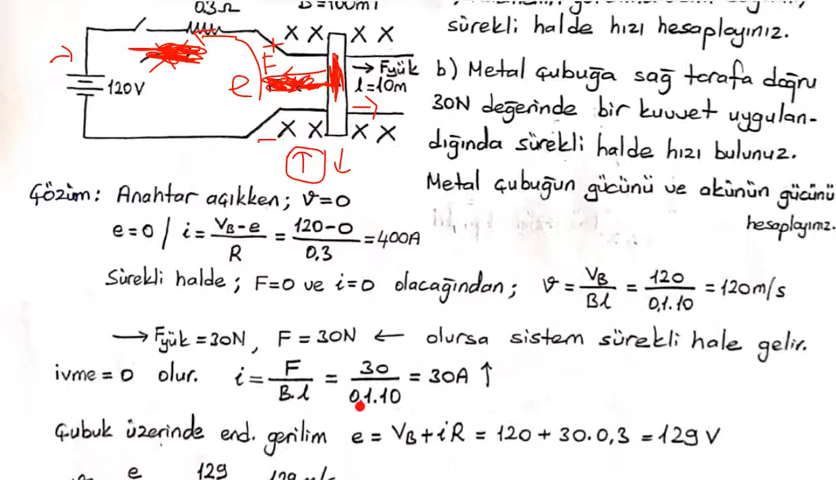 0.3Ω
B=100mT
X X X X
120V
e
F
→ Fyük
l=10m
X X X X
sürekli halde hızı hesaplayınız.
b) Metal çubuğa sağ tarafa doğru
30N değerinde bir kuvvet uygulan-
dığında sürekli halde hızı bulunuz.
Metal çubuğun gücünü ve akünün gücünü
hesaplayınız.
Çözüm: Anahtar açıkken; v=0
e=0 / i = (VB-e)/R = (120-0)/0.3 = 400A
Sürekli halde; F=0 ve i=0 olacağından; v = VB/Bl = 120/0,1.10 = 120m/s
→ Fyük = 30N, F = 30N ← olursa sistem sürekli hale gelir.
ivme = 0 olur. i = F/B.l = 30/0,1.10 = 30A ↑
Çubuk üzerinde end. gerilim e = VB + iR = 120 + 30.0,3 = 129 V
e 129